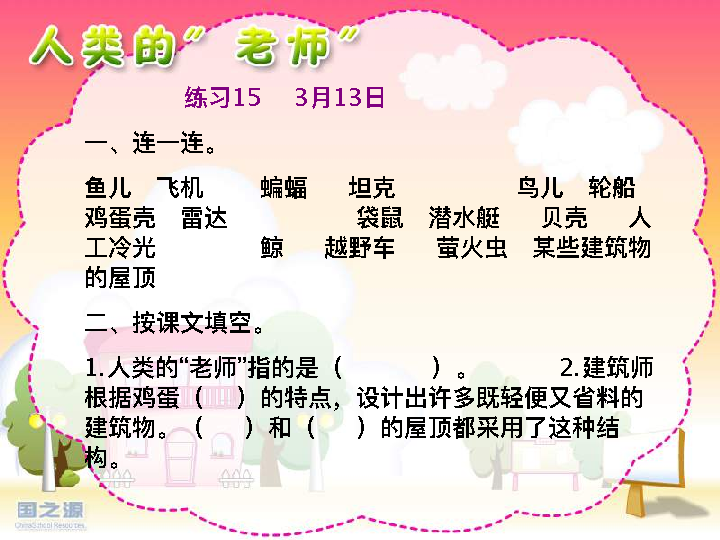 人类的”老师”
练习15 3月13日
一、连一连。
鱼儿 飞机 蝙蝠 坦克 鸟儿 轮船
鸡蛋壳 雷达 袋鼠 潜水艇 贝壳 人
工冷光 鲸 越野车 萤火虫 某些建筑物
的屋顶
二、按课文填空。
1.人类的“老师”指的是（ ）。 2.建筑师
根据鸡蛋（ ）的特点，设计出许多既轻便又省料的
建筑物。（ ）和（ ）的屋顶都采用了这种结
构。
国之源